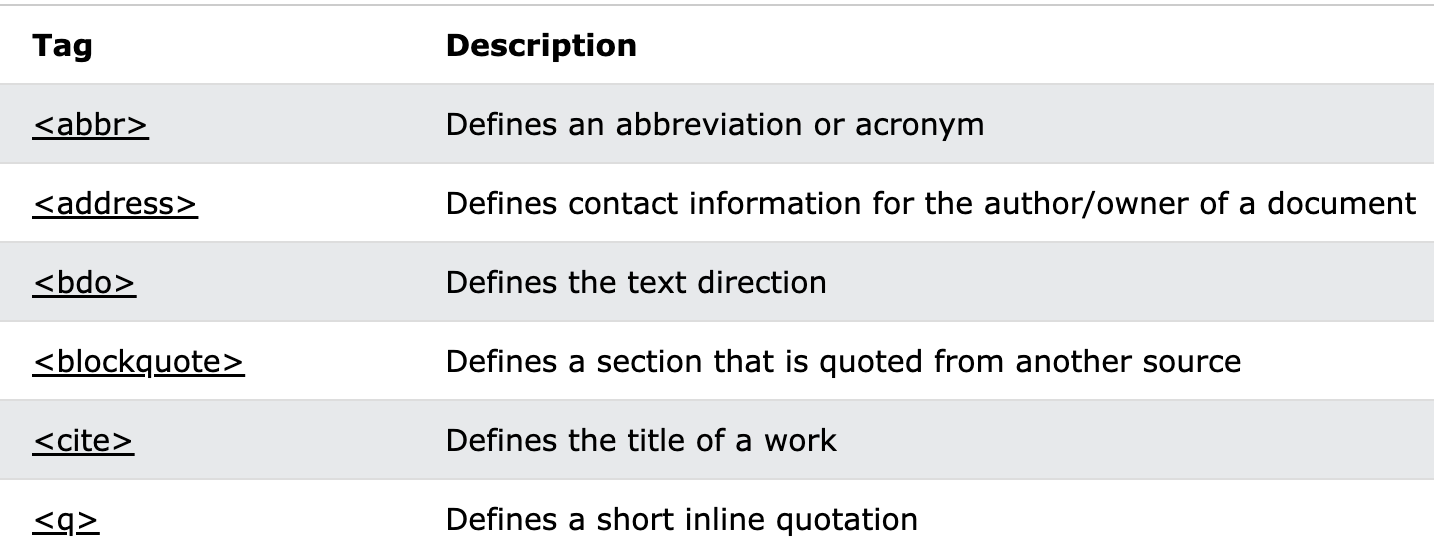 Tag Description
<abbr> Defines an abbreviation or acronym
<address> Defines contact information for the author/owner of a document
<bdo> Defines the text direction
<blockquote> Defines a section that is quoted from another source
<cite> Defines the title of a work
<q> Defines a short inline quotation